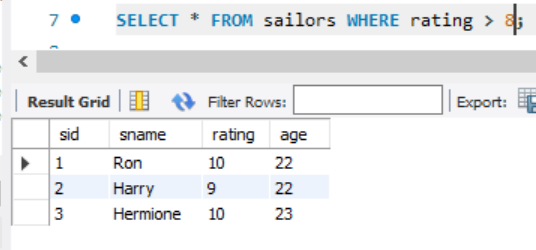 7 SELECT * FROM sailors WHERE rating > 8;
Result Grid Filter Rows: Export:
sid sname rating age
1 Ron 10 22
2 Harry 9 22
3 Hermione 10 23